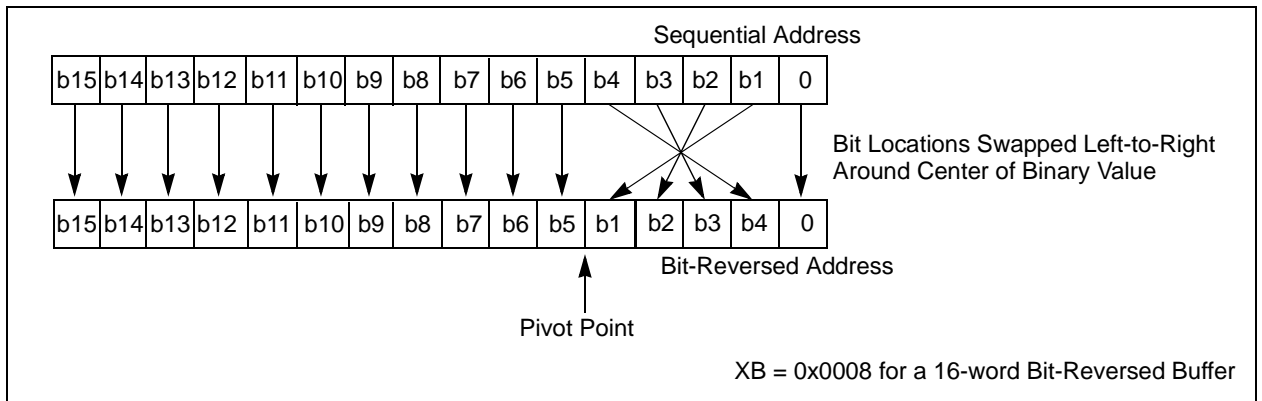 Sequential Address
b15 b14 b13 b12 b11 b10 b9 b8 b7 b6 b5 b4 b3 b2 b1 0
Bit Locations Swapped Left-to-Right
Around Center of Binary Value
b15 b14 b13 b12 b11 b10 b9 b8 b7 b6 b5 b1 b2 b3 b4 0
Bit-Reversed Address
Pivot Point
XB = 0x0008 for a 16-word Bit-Reversed Buffer